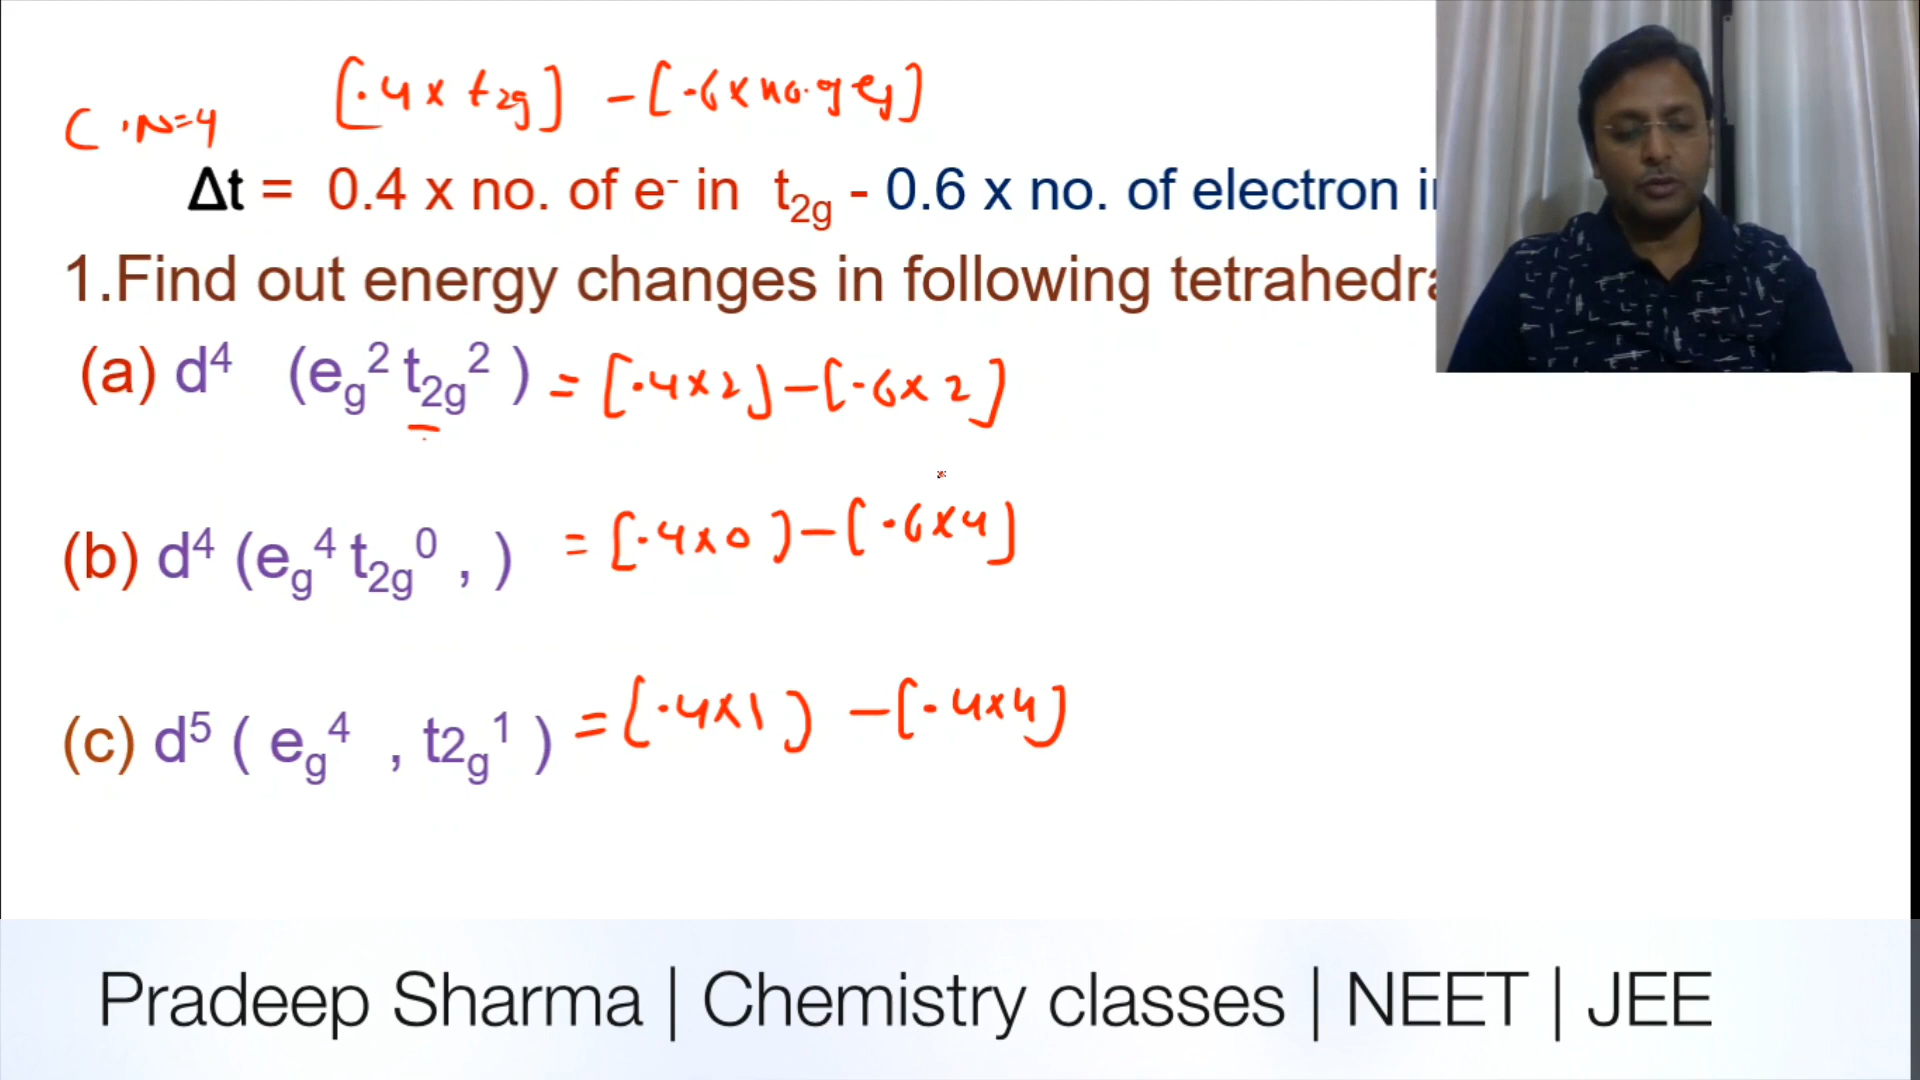 [.4 x t2g] - [.6 x no. of eg]
C.N=4
Δt = 0.4 x no. of e- in t2g - 0.6 x no. of electron
1.Find out energy changes in following tetrahedra
(a) d4 (eg2 t2g2 ) = [.4x2] - [.6x2]
(b) d4 (eg4 t2g0 , ) = [.4x0] - [.6x4]
(c) d5 ( eg4 , t2g1 ) = [.4x1] - [.4x4]
Pradeep Sharma | Chemistry classes | NEET | JEE